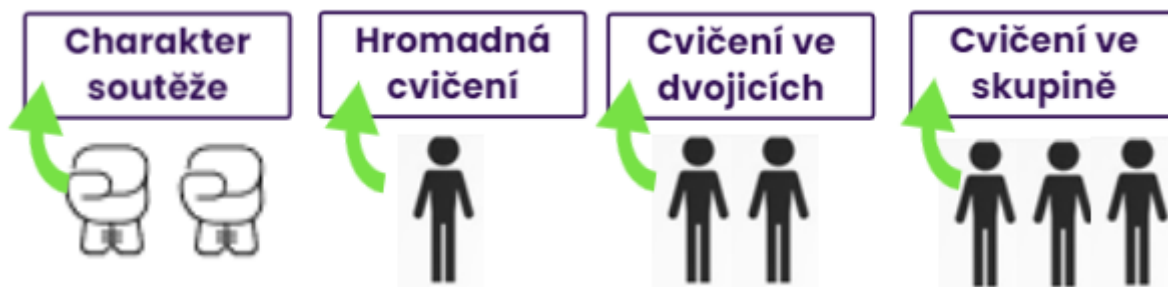 Charakter
soutěže
Hromadná
cvičení
Cvičení ve
dvojicích
Cvičení ve
skupině